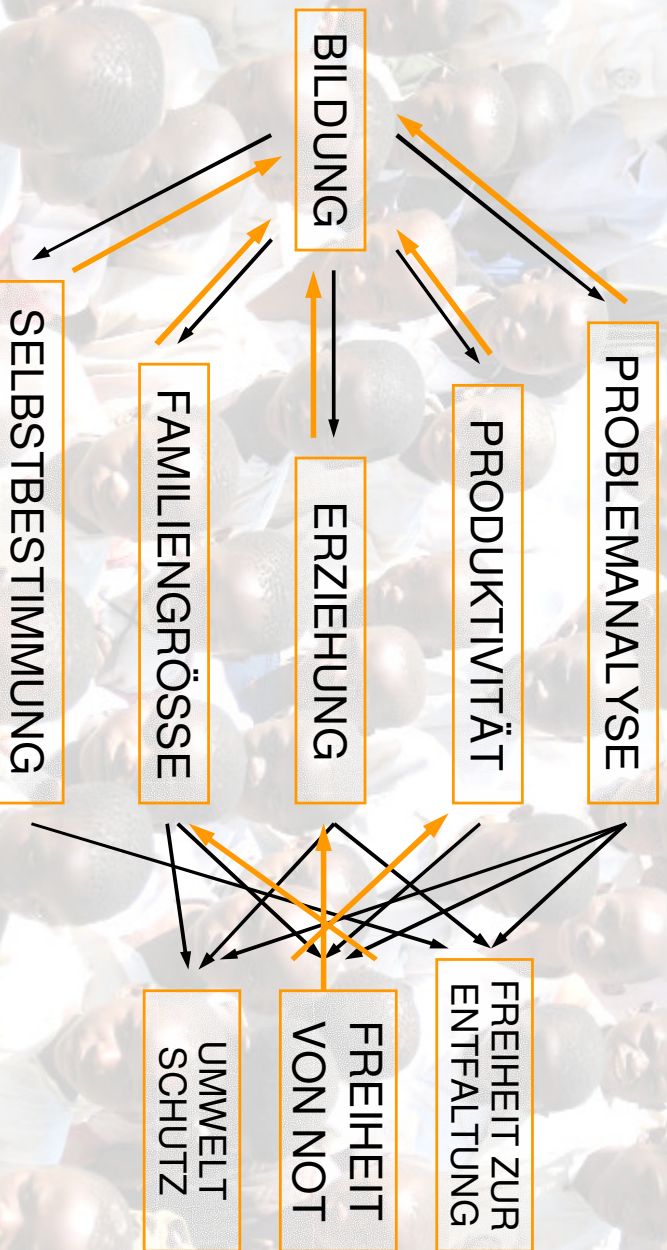 BILDUNG
PROBLEMANALYSE
PRODUKTIVITÄT
ERZIEHUNG
FAMILIENGRÖSSE
SELBSTBESTIMMUNG
FREIHEIT ZUR
ENTFALTUNG
FREIHEIT
VON NOT
UMWELT
SCHUTZ